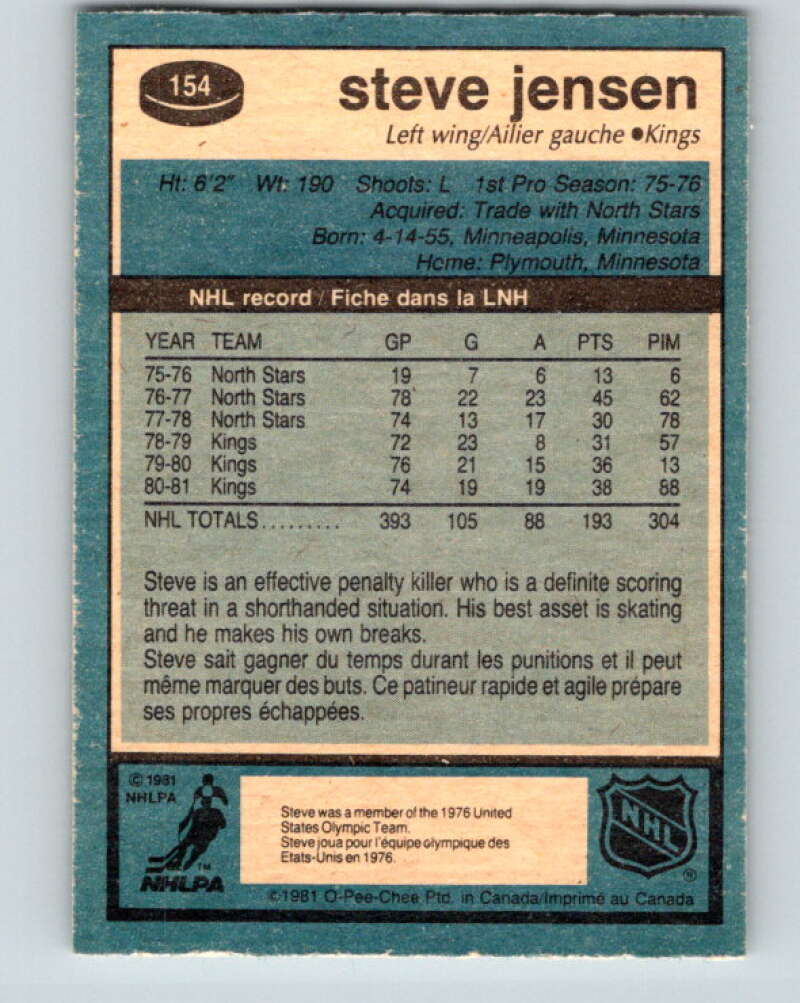 154
steve jensen
Left wing/Ailier gauche ●Kings
Ht: 6'2" Wt: 190 Shoots: L 1st Pro Season: 75-76
Acquired: Trade with North Stars
Born: 4-14-55, Minneapolis, Minnesota
Home: Plymouth, Minnesota
NHL record / Fiche dans la LNH
YEAR TEAM GP G A PTS PIM
75-76 North Stars 19 7 6 13 6
76-77 North Stars 78 22 23 45 62
77-78 North Stars 74 13 17 30 78
78-79 Kings 72 23 8 31 57
79-80 Kings 76 21 15 36 13
80-81 Kings 74 19 19 38 88
NHL TOTALS......... 393 105 88 193 304
Steve is an effective penalty killer who is a definite scoring
threat in a shorthanded situation. His best asset is skating
and he makes his own breaks.
Steve sait gagner du temps durant les punitions et il peut
même marquer des buts. Ce patineur rapide et agile prépare
ses propres échappées.
© 1981
NHLPA
Steve was a member of the 1976 United
States Olympic Team.
Steve joua pour l'équipe olympique des
Etats-Unis en 1976.
NHL
®
TM
NHLPA
©1981 O-Pee-Chee Ptd. in Canada/Imprimé au Canada